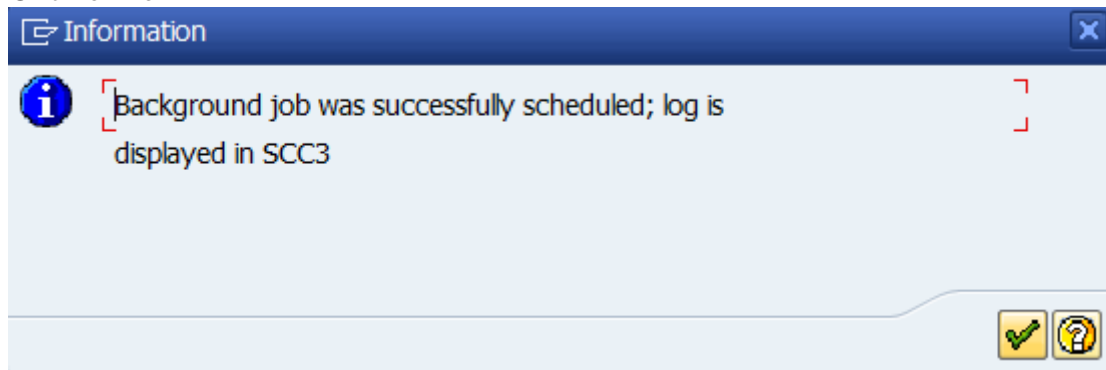 Information
Background job was successfully scheduled; log is
displayed in SCC3